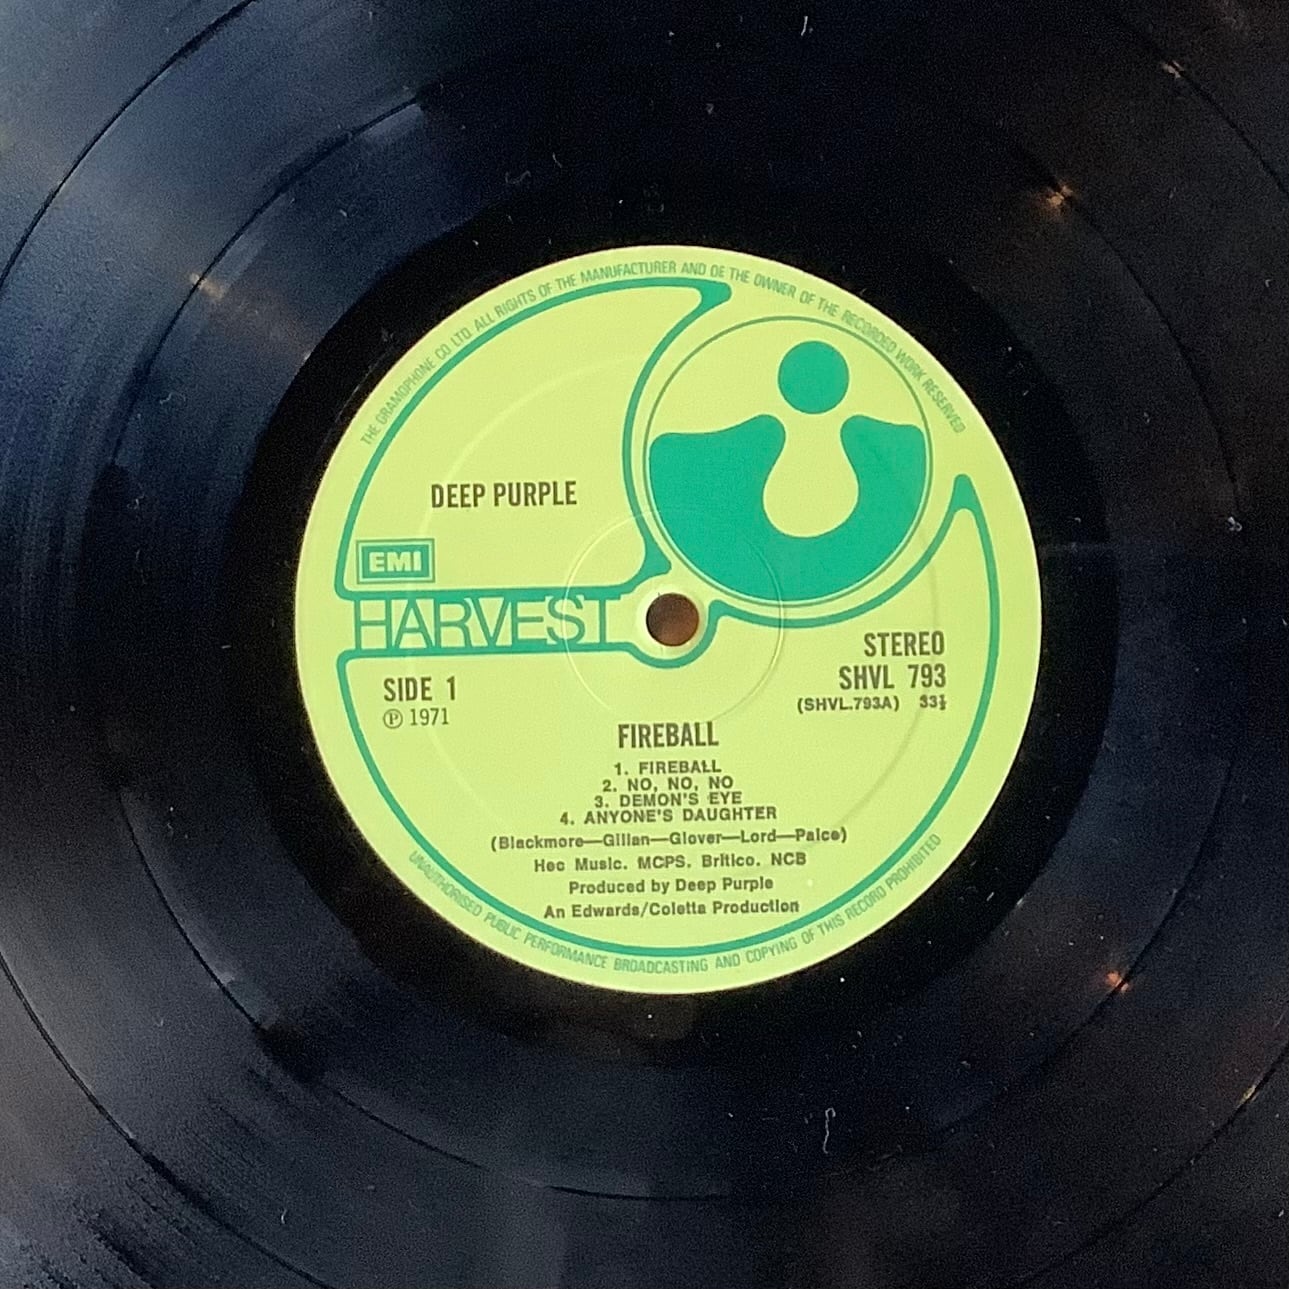 THE GRAMOPHONE CO LTD. ALL RIGHTS OF THE MANUFACTURER AND OF THE OWNER OF THE RECORDED WORK RESERVED
DEEP PURPLE
EMI
HARVEST
STEREO
SHVL 793
(SHVL.793A) 33⅓
SIDE 1
Ⓟ 1971
FIREBALL
1. FIREBALL
2. NO, NO, NO
3. DEMON'S EYE
4. ANYONE'S DAUGHTER
(Blackmore—Gillan—Glover—Lord—Paice)
Hec Music. MCPS. Britico. NCB
Produced by Deep Purple
An Edwards/Coletta Production
UNAUTHORISED PUBLIC PERFORMANCE BROADCASTING AND COPYING OF THIS RECORD PROHIBITED